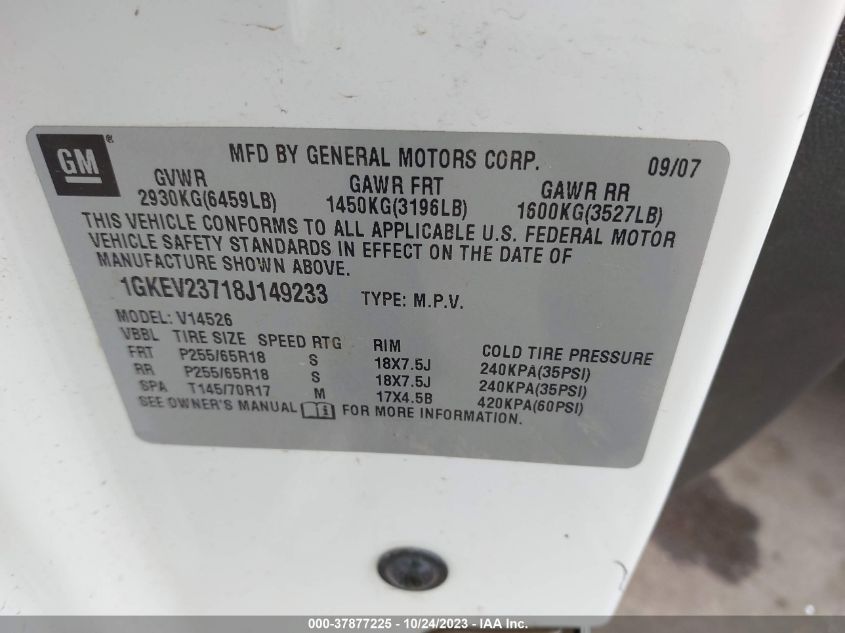 GM®
MFD BY GENERAL MOTORS CORP. 09/07
GVWR GAWR FRT GAWR RR
2930KG(6459LB) 1450KG(3196LB) 1600KG(3527LB)
THIS VEHICLE CONFORMS TO ALL APPLICABLE U.S. FEDERAL MOTOR
VEHICLE SAFETY STANDARDS IN EFFECT ON THE DATE OF
MANUFACTURE SHOWN ABOVE.
1GKEV23718J149233 TYPE: M.P.V.
MODEL: V14526
VBBL TIRE SIZE SPEED RTG RIM COLD TIRE PRESSURE
FRT P255/65R18 S 18X7.5J 240KPA(35PSI)
RR P255/65R18 S 18X7.5J 240KPA(35PSI)
SPA T145/70R17 M 17X4.5B 420KPA(60PSI)
SEE OWNER'S MANUAL FOR MORE INFORMATION.
000-37877225 - 10/24/2023 - IAA Inc.